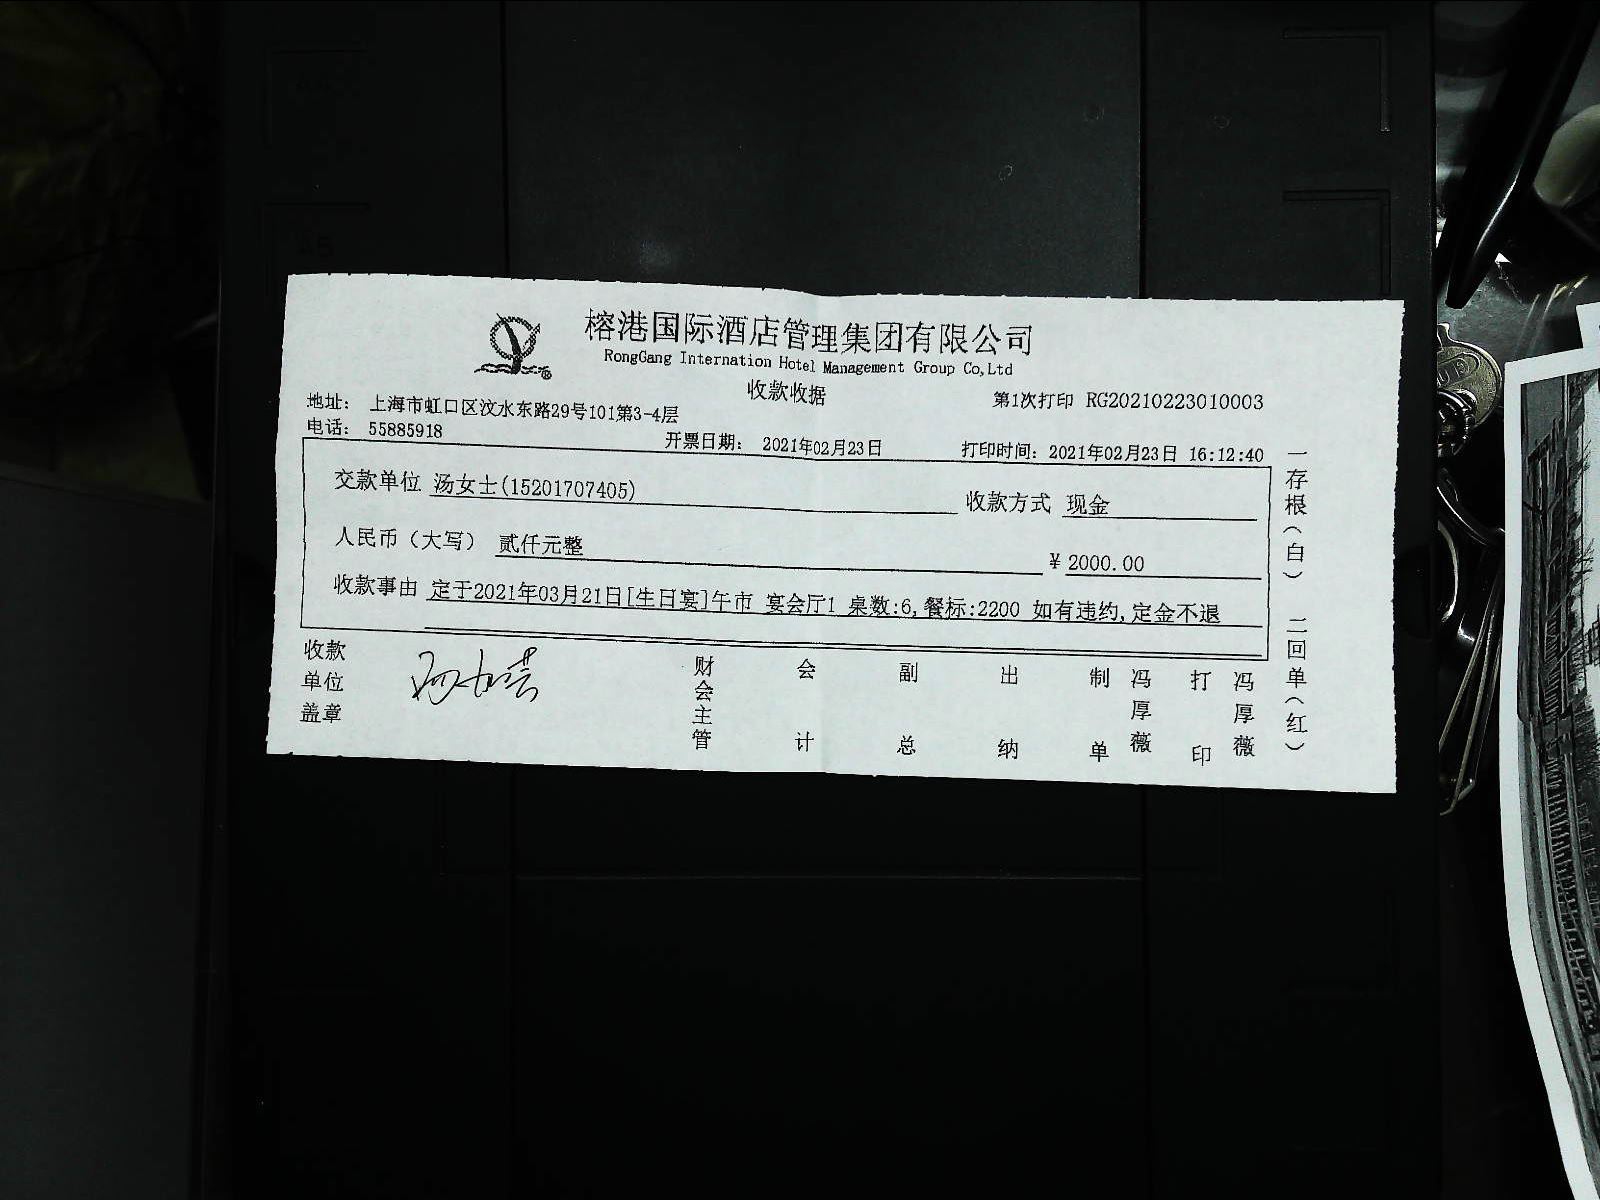 榕港国际酒店管理集团有限公司
RongGang Internation Hotel Management Group Co,Ltd
收款收据
第1次打印 RG20210223010003
地址： 上海市虹口区汶水东路29号101第3-4层
电话： 55885918
开票日期： 2021年02月23日
打印时间：2021年02月23日 16:12:40
交款单位 汤女士(15201707405)
收款方式 现金
人民币（大写） 贰仟元整
¥ 2000.00
收款事由 定于2021年03月21日[生日宴]午市 宴会厅1 桌数:6,餐标:2200 如有违约,定金不退
收款单位盖章
财会主管
会计
副总
出纳
制单
冯厚薇
打印
冯厚薇
一存根（白） 二回单（红）
A5